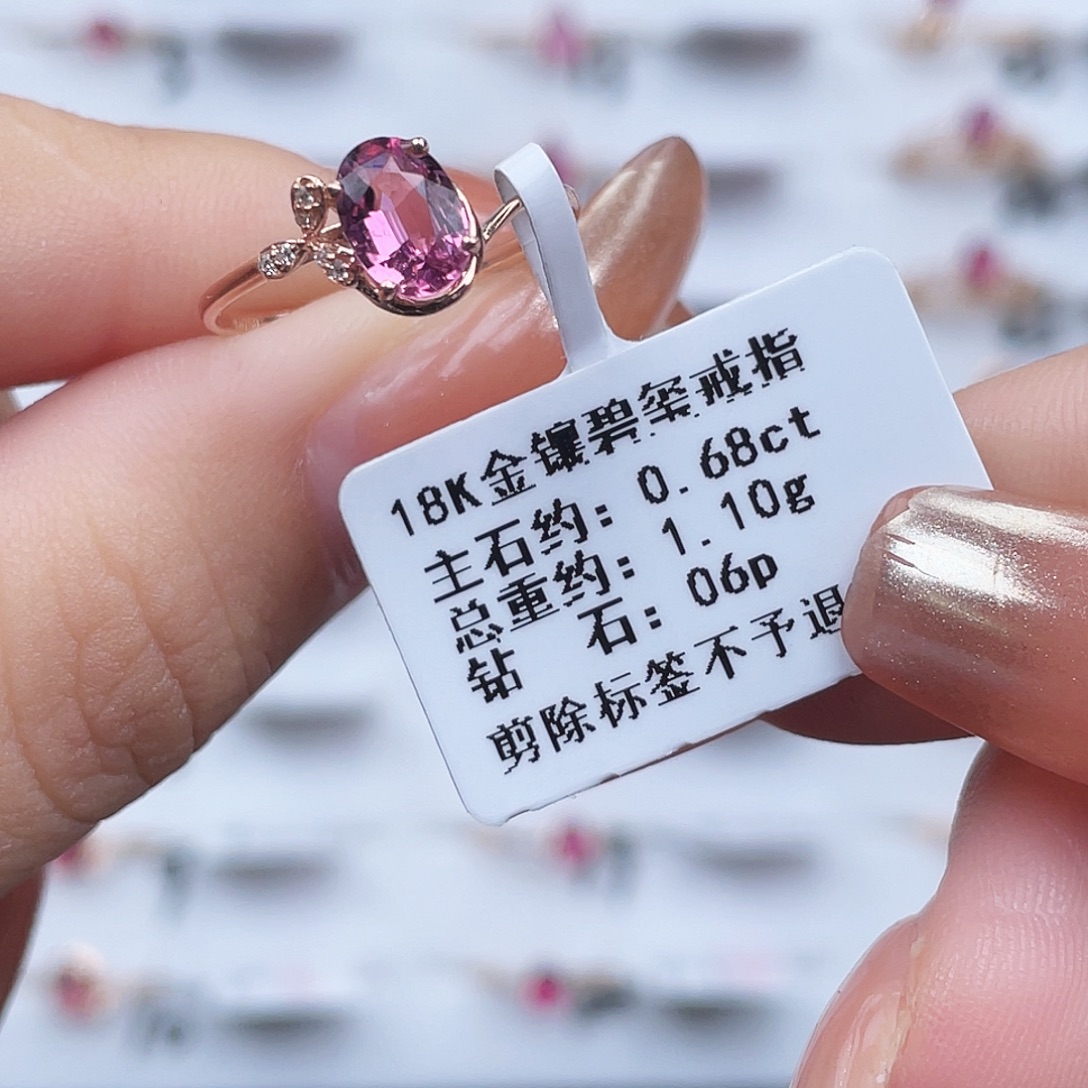 18K金镶碧玺戒指
主石约: 0.68ct
总重约: 1.10g
钻 石: 06p
剪除标签不予退